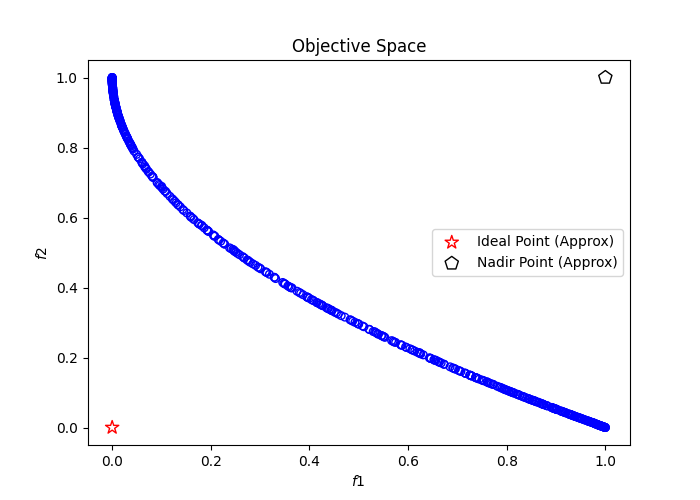 Objective Space
1.0
0.8
0.6
0.4
0.2
0.0
f2
Ideal Point (Approx)
Nadir Point (Approx)
0.0 0.2 0.4 0.6 0.8 1.0
f1